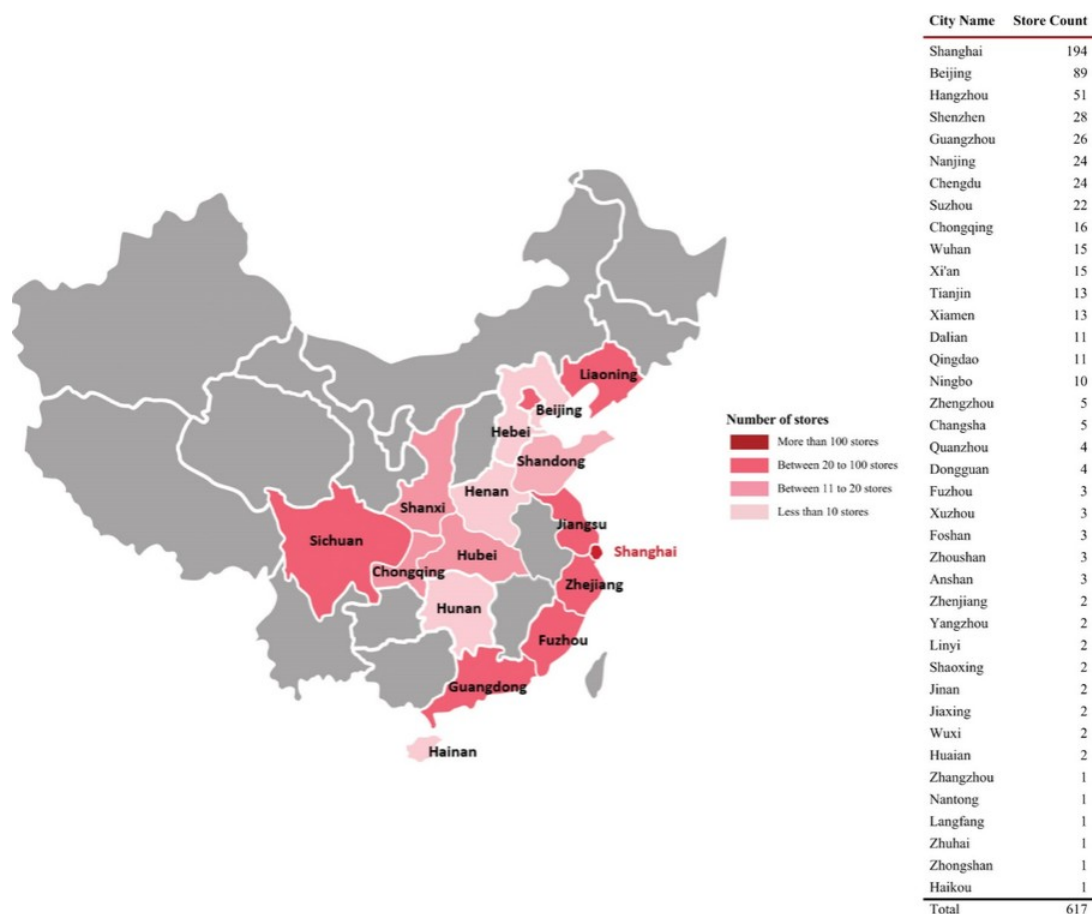 City Name Store Count
Shanghai 194
Beijing 89
Hangzhou 51
Shenzhen 28
Guangzhou 26
Nanjing 24
Chengdu 24
Suzhou 22
Chongqing 16
Wuhan 15
Xi'an 15
Tianjin 13
Xiamen 13
Dalian 11
Qingdao 11
Ningbo 10
Zhengzhou 5
Changsha 5
Quanzhou 4
Dongguan 4
Fuzhou 3
Xuzhou 3
Foshan 3
Zhoushan 3
Anshan 3
Zhenjiang 2
Yangzhou 2
Linyi 2
Shaoxing 2
Jinan 2
Jiaxing 2
Wuxi 2
Huaian 2
Zhangzhou 1
Nantong 1
Langfang 1
Zhuhai 1
Zhongshan 1
Haikou 1
Total 617
Liaoning
Beijing
Hebei
Shandong
Henan
Shanxi
Jiangsu
Sichuan
Hubei
Shanghai
Chongqing
Zhejiang
Hunan
Fuzhou
Guangdong
Hainan
Number of stores
More than 100 stores
Between 20 to 100 stores
Between 11 to 20 stores
Less than 10 stores